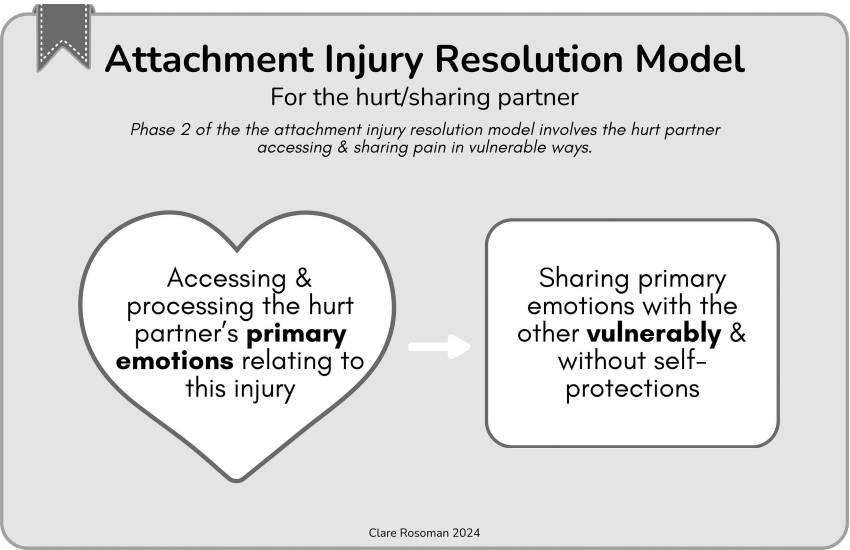 Attachment Injury Resolution Model
For the hurt/sharing partner
Phase 2 of the the attachment injury resolution model involves the hurt partner
accessing & sharing pain in vulnerable ways.
Accessing &
processing the hurt
partner's primary
emotions relating to
this injury
Sharing primary
emotions with the
other vulnerably &
without self-
protections
Clare Rosoman 2024